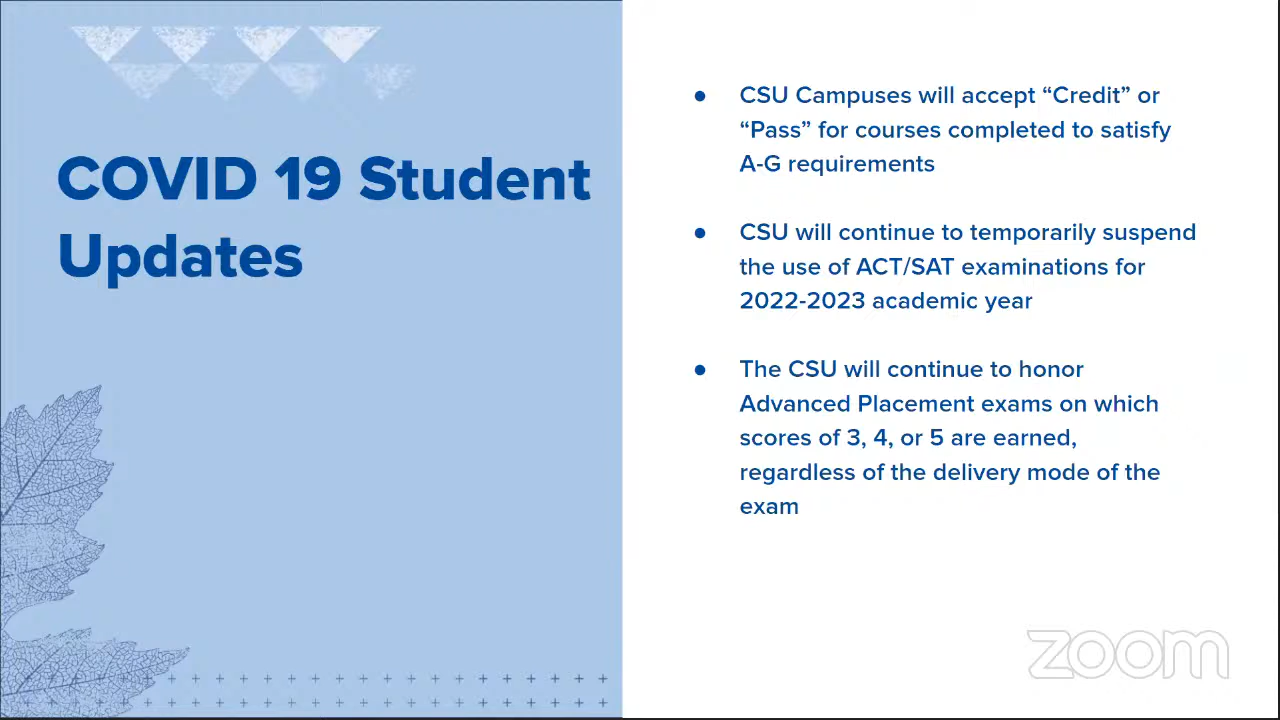 COVID 19 Student
Updates
● CSU Campuses will accept “Credit” or
“Pass” for courses completed to satisfy
A-G requirements
● CSU will continue to temporarily suspend
the use of ACT/SAT examinations for
2022-2023 academic year
● The CSU will continue to honor
Advanced Placement exams on which
scores of 3, 4, or 5 are earned,
regardless of the delivery mode of the
exam
zoom